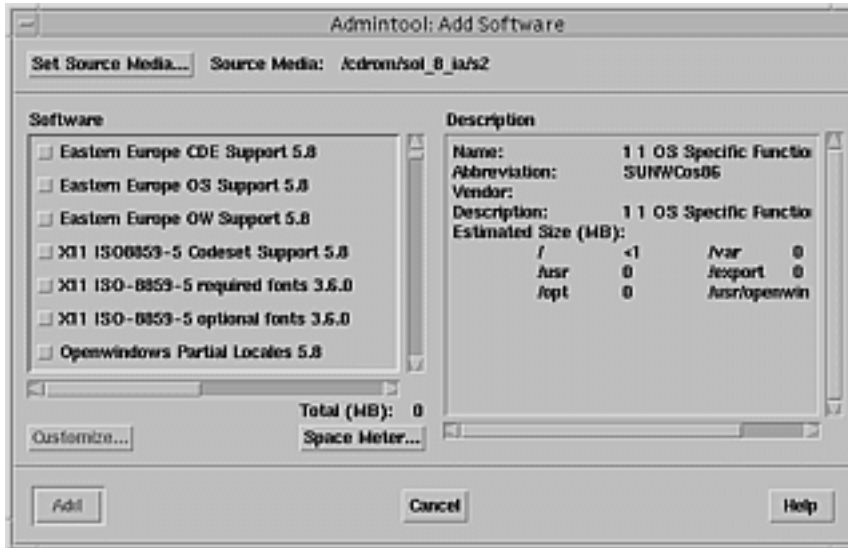 Admintool: Add Software
Set Source Media... Source Media: /cdrom/sol_8_ia/s2
Software
Eastern Europe CDE Support 5.8
Eastern Europe OS Support 5.8
Eastern Europe OW Support 5.8
X11 ISO8859-5 Codeset Support 5.8
X11 ISO-8859-5 required fonts 3.6.0
X11 ISO-8859-5 optional fonts 3.6.0
Openwindows Partial Locales 5.8
Total (MB): 0
Customize... Space Meter...
Description
Name: 1 1 OS Specific Function
Abbreviation: SUNWCos86
Vendor:
Description: 1 1 OS Specific Function
Estimated Size (MB):
/ <1 /var 0
/usr 0 /export 0
/opt 0 /usr/openwin
Add Cancel Help